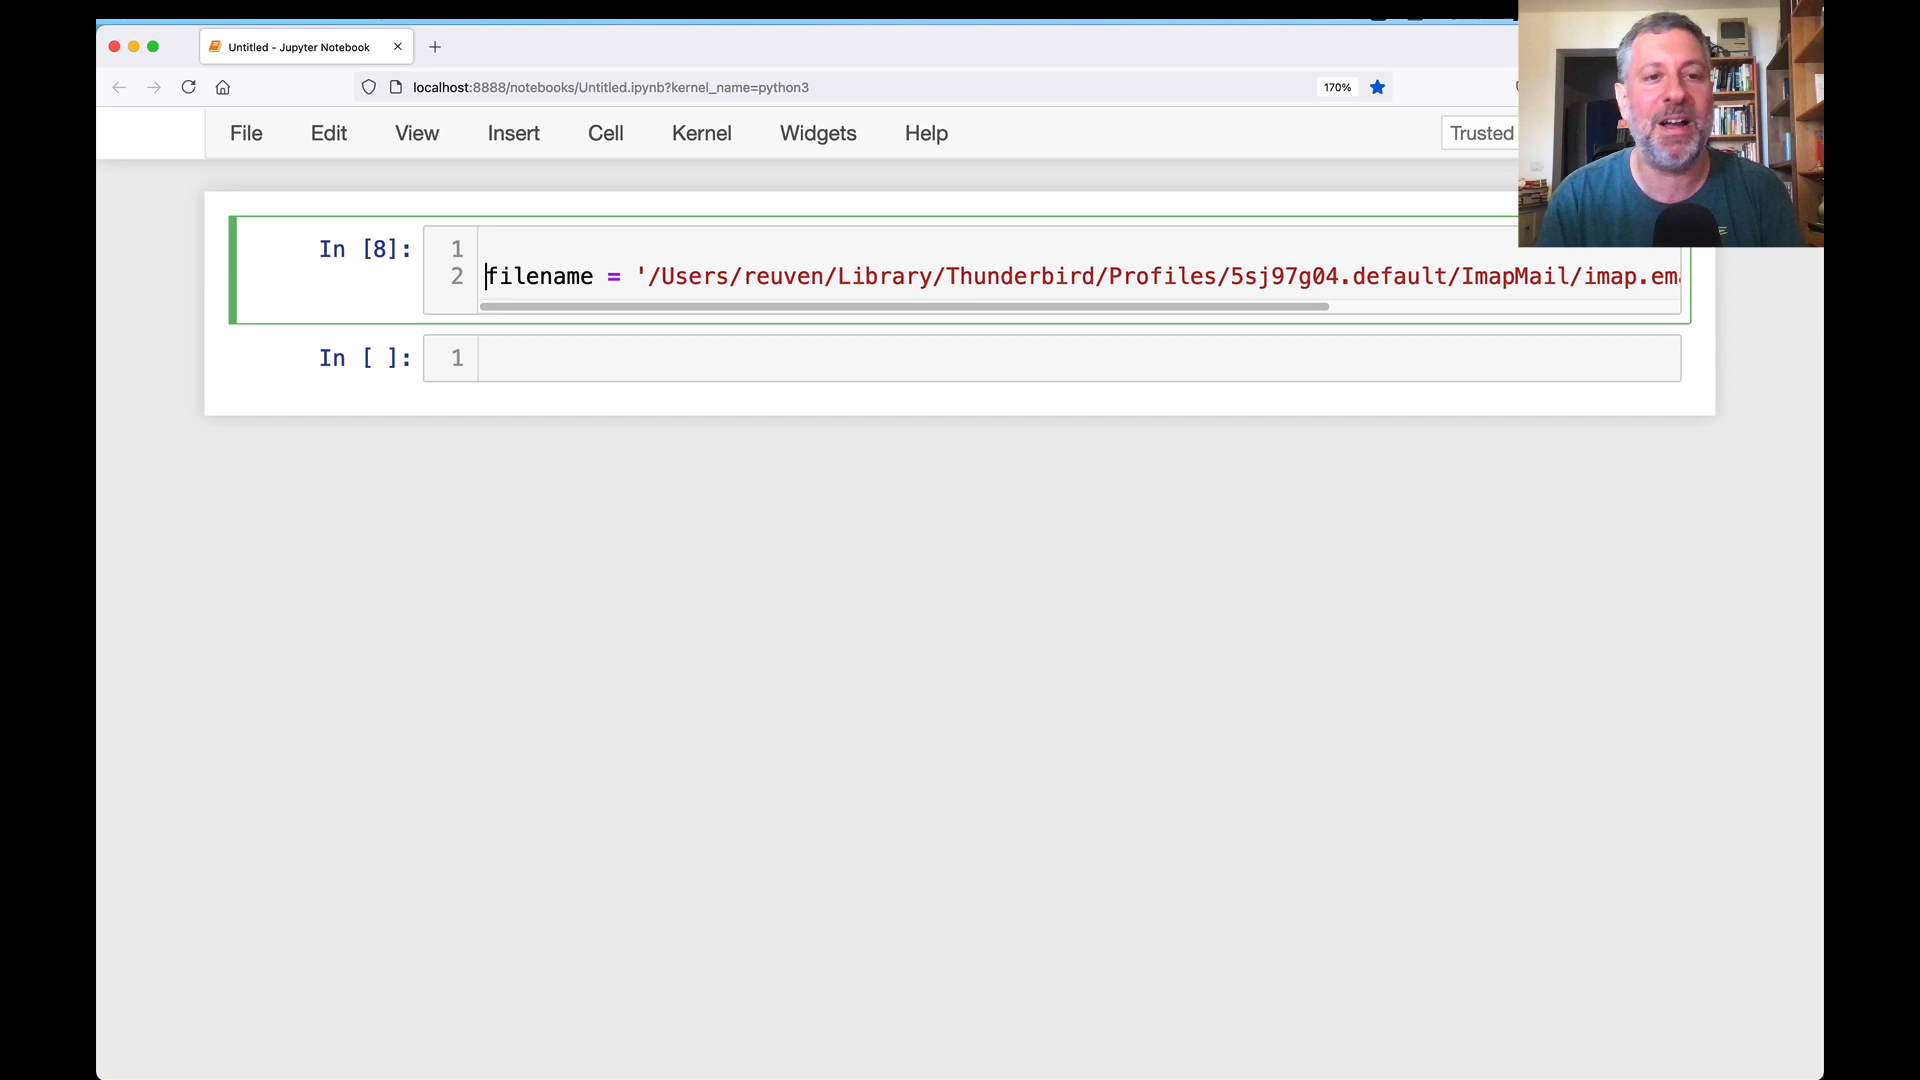 Untitled - Jupyter Notebook
localhost:8888/notebooks/Untitled.ipynb?kernel_name=python3
170%
File Edit View Insert Cell Kernel Widgets Help
Trusted
In [8]:
1
2 filename = '/Users/reuven/Library/Thunderbird/Profiles/5sj97g04.default/ImapMail/imap.ema
In [ ]:
1